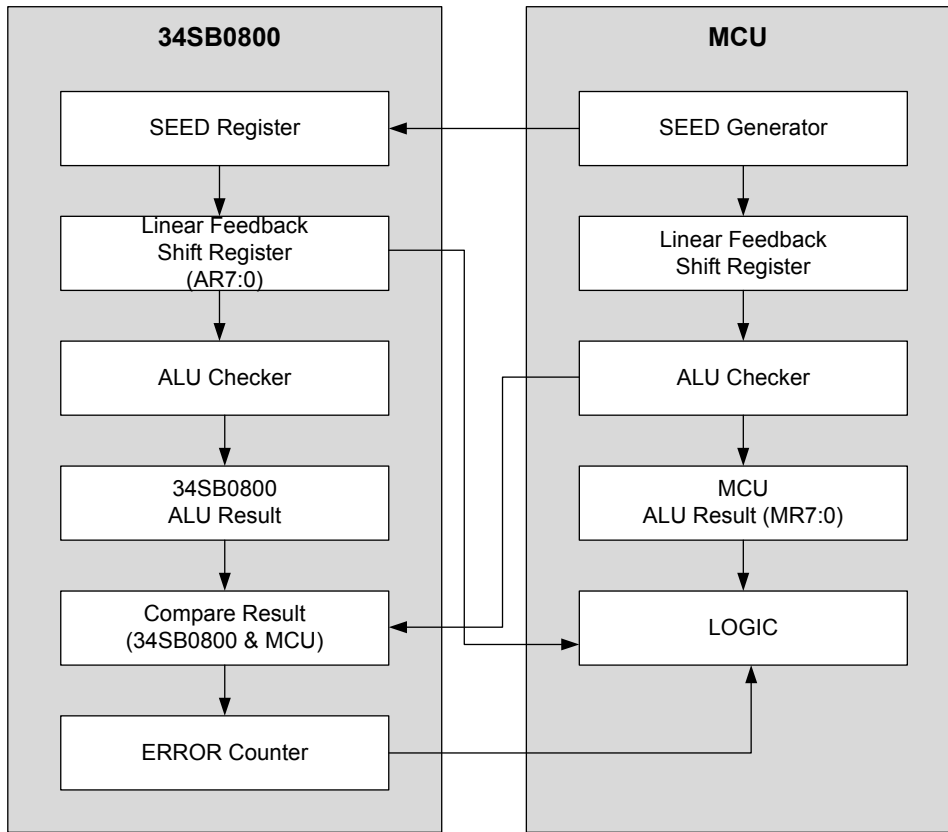 34SB0800
SEED Register
Linear Feedback
Shift Register
(AR7:0)
ALU Checker
34SB0800
ALU Result
Compare Result
(34SB0800 & MCU)
ERROR Counter
MCU
SEED Generator
Linear Feedback
Shift Register
ALU Checker
MCU
ALU Result (MR7:0)
LOGIC